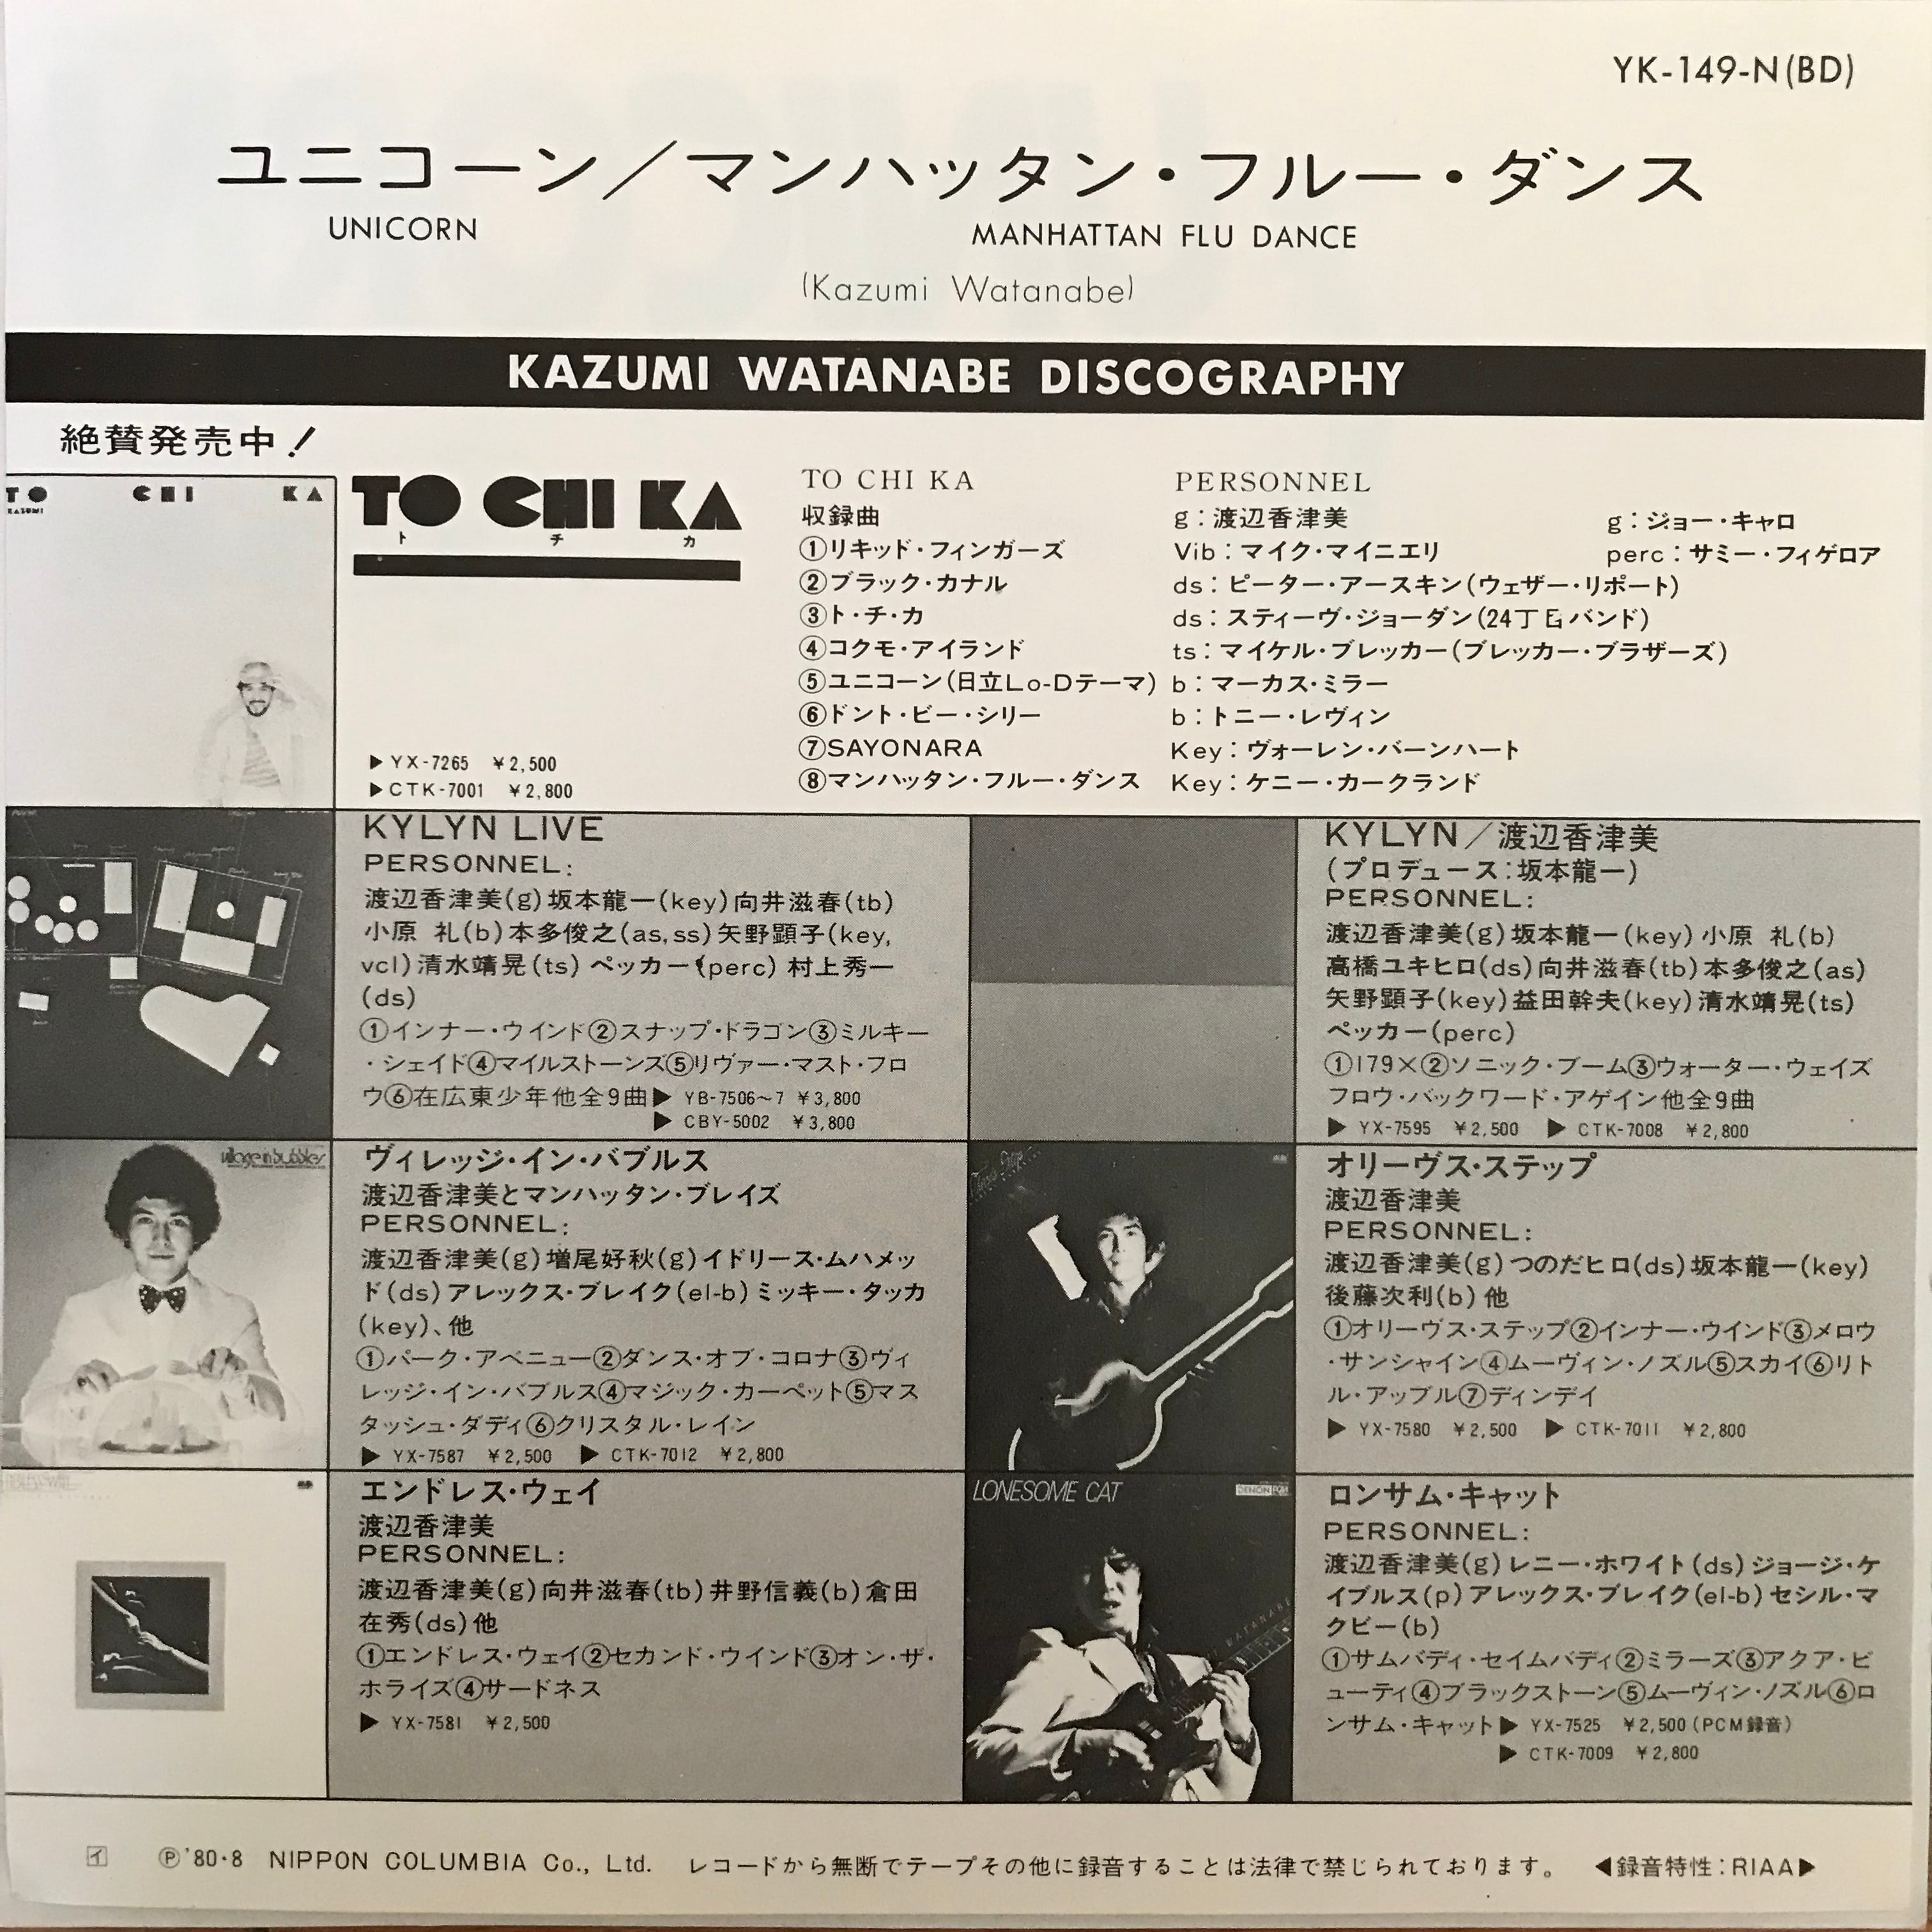 YK-149-N(BD)
ユニコーン／マンハッタン・フルー・ダンス
UNICORN
MANHATTAN FLU DANCE
(Kazumi Watanabe)
KAZUMI WATANABE DISCOGRAPHY
絶賛発売中！
TO CHI KA
KAZUMI
TO CHI KA
ト チ カ
▶YX-7265 ￥2,500
▶CTK-7001 ￥2,800
TO CHI KA
収録曲
①リキッド・フィンガーズ
②ブラック・カナル
③ト・チ・カ
④コクモ・アイランド
⑤ユニコーン(日立Lo-Dテーマ)
⑥ドント・ビー・シリー
⑦SAYONARA
⑧マンハッタン・フルー・ダンス
PERSONNEL
g：渡辺香津美
Vib：マイク・マイニエリ
ds：ピーター・アースキン(ウェザー・リポート)
ds：スティーヴ・ジョーダン(24丁目バンド)
ts：マイケル・ブレッカー(ブレッカー・ブラザーズ)
b：マーカス・ミラー
b：トニー・レヴィン
Key：ヴォーレン・バーンハート
Key：ケニー・カークランド
g：ジョー・キャロ
perc：サミー・フィゲロア
KYLYN LIVE
PERSONNEL:
渡辺香津美(g)坂本龍一(key)向井滋春(tb)
小原 礼(b)本多俊之(as,ss)矢野顕子(key,
vcl)清水靖晃(ts)ペッカー(perc)村上秀一
(ds)
①インナー・ウインド②スナップ・ドラゴン③ミルキー
・シェイド④マイルストーンズ⑤リヴァー・マスト・フロ
ウ⑥在広東少年他全9曲▶ YB-7506～7 ￥3,800
▶ CBY-5002 ￥3,800
KYLYN／渡辺香津美
(プロデュース：坂本龍一)
PERSONNEL:
渡辺香津美(g)坂本龍一(key)小原 礼(b)
高橋ユキヒロ(ds)向井滋春(tb)本多俊之(as)
矢野顕子(key)益田幹夫(key)清水靖晃(ts)
ペッカー(perc)
①179×②ソニック・ブーム③ウォーター・ウェイズ
フロウ・バックワード・アゲイン他全9曲
▶ YX-7595 ￥2,500 ▶ CTK-7008 ￥2,800
village in bubbles
ヴィレッジ・イン・バブルス
渡辺香津美とマンハッタン・ブレイズ
PERSONNEL:
渡辺香津美(g)増尾好秋(g)イドリース・ムハメッ
ド(ds)アレックス・ブレイク(el-b)ミッキー・タッカ
(key)、他
①パーク・アベニュー②ダンス・オブ・コロナ③ヴィ
レッジ・イン・バブルス④マジック・カーペット⑤マス
タッシュ・ダディ⑥クリスタル・レイン
▶ YX-7587 ￥2,500 ▶ CTK-7012 ￥2,800
オリーヴス・ステップ
渡辺香津美
PERSONNEL:
渡辺香津美(g)つのだヒロ(ds)坂本龍一(key)
後藤次利(b)他
①オリーヴス・ステップ②インナー・ウインド③メロウ
・サンシャイン④ムーヴィン・ノズル⑤スカイ⑥リト
ル・アップル⑦ディンデイ
▶ YX-7580 ￥2,500 ▶ CTK-7011 ￥2,800
エンドレス・ウェイ
渡辺香津美
PERSONNEL:
渡辺香津美(g)向井滋春(tb)井野信義(b)倉田
在秀(ds)他
①エンドレス・ウェイ②セカンド・ウインド③オン・ザ・
ホライズ④サードネス
▶ YX-7581 ￥2,500
LONESOME CAT
DENON PCM
ロンサム・キャット
PERSONNEL:
渡辺香津美(g)レニー・ホワイト(ds)ジョージ・ケ
イブルス(p)アレックス・ブレイク(el-b)セシル・マ
クビー(b)
①サムバディ・セイムバディ②ミラーズ③アクア・ビ
ューティ④ブラックストーン⑤ムーヴィン・ノズル⑥ロ
ンサム・キャット▶ YX-7525 ￥2,500(PCM録音)
▶ CTK-7009 ￥2,800
イ Ⓟ'80・8 NIPPON COLUMBIA Co., Ltd. レコードから無断でテープその他に録音することは法律で禁じられております。 ◀録音特性：RIAA▶